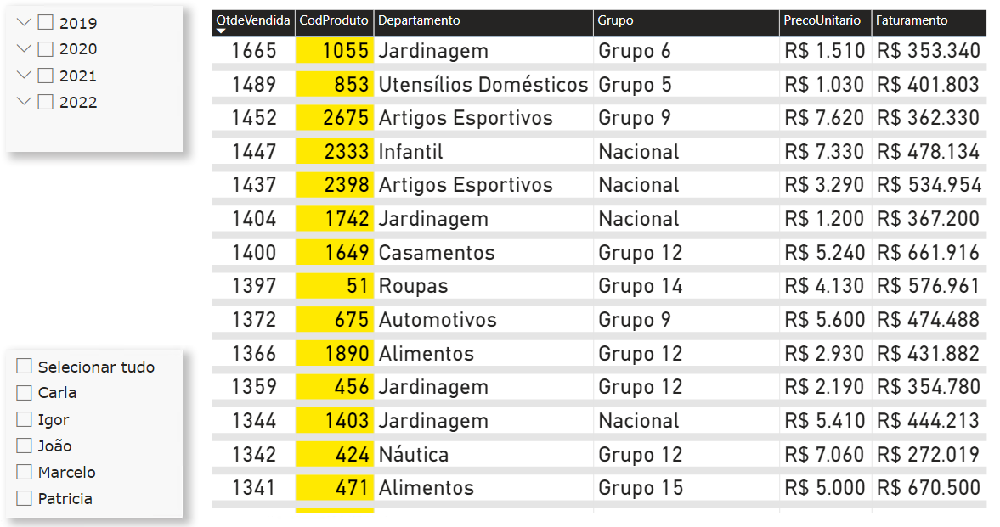 2019
2020
2021
2022
Selecionar tudo
Carla
Igor
João
Marcelo
Patricia
QtdeVendida CodProduto Departamento Grupo PrecoUnitario Faturamento
1665 1055 Jardinagem Grupo 6 R$ 1.510 R$ 353.340
1489 853 Utensílios Domésticos Grupo 5 R$ 1.030 R$ 401.803
1452 2675 Artigos Esportivos Grupo 9 R$ 7.620 R$ 362.330
1447 2333 Infantil Nacional R$ 7.330 R$ 478.134
1437 2398 Artigos Esportivos Nacional R$ 3.290 R$ 534.954
1404 1742 Jardinagem Nacional R$ 1.200 R$ 367.200
1400 1649 Casamentos Grupo 12 R$ 5.240 R$ 661.916
1397 51 Roupas Grupo 14 R$ 4.130 R$ 576.961
1372 675 Automotivos Grupo 9 R$ 5.600 R$ 474.488
1366 1890 Alimentos Grupo 12 R$ 2.930 R$ 431.882
1359 456 Jardinagem Grupo 12 R$ 2.190 R$ 354.780
1344 1403 Jardinagem Nacional R$ 5.410 R$ 444.213
1342 424 Náutica Grupo 12 R$ 7.060 R$ 272.019
1341 471 Alimentos Grupo 15 R$ 5.000 R$ 670.500